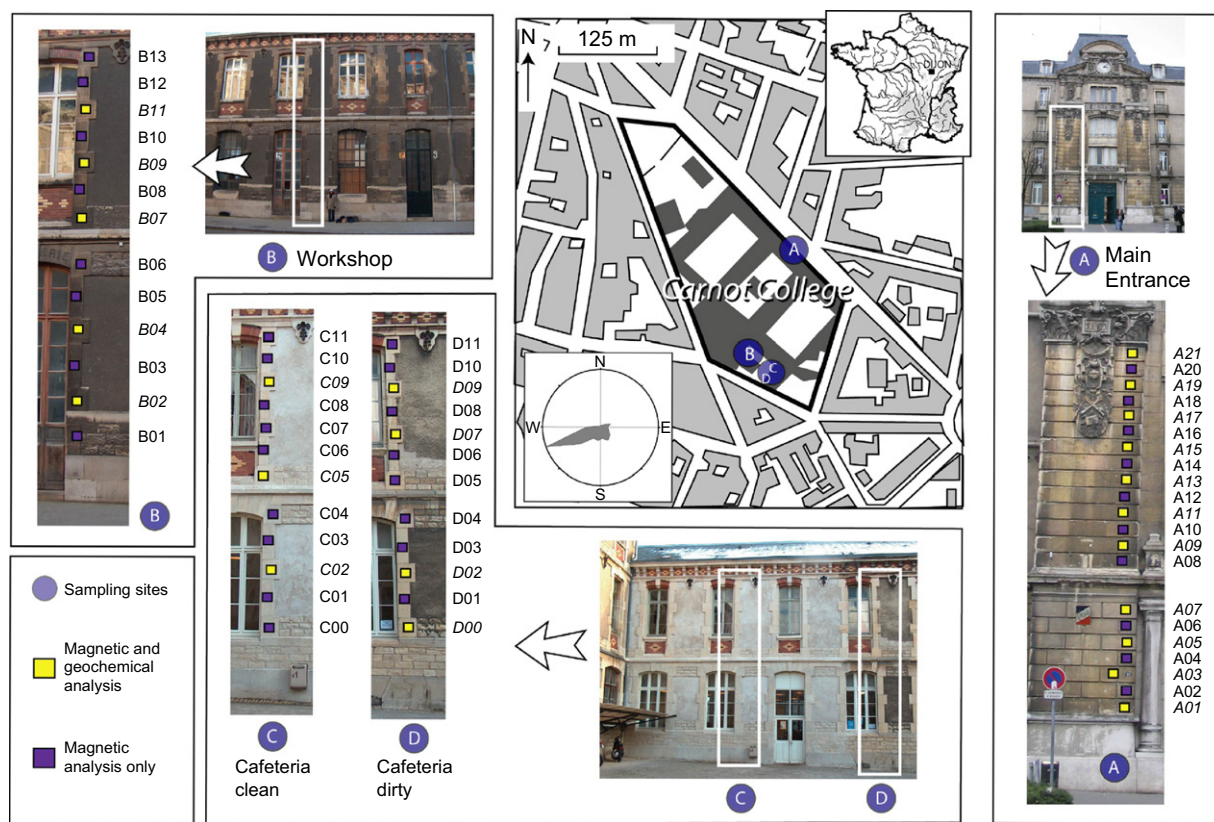 B13
B12
B11
B10
B09
B08
B07
B06
B05
B04
B03
B02
B01
B
B Workshop
N
125 m
DIJON
A
Carnot College
B
C
D
N
W
E
S
A Main
Entrance
A21
A20
A19
A18
A17
A16
A15
A14
A13
A12
A11
A10
A09
A08
A07
A06
A05
A04
A03
A02
A01
A
C11
C10
C09
C08
C07
C06
C05
C04
C03
C02
C01
C00
C
Cafeteria
clean
D11
D10
D09
D08
D07
D06
D05
D04
D03
D02
D01
D00
D
Cafeteria
dirty
C
D
Sampling sites
Magnetic and
geochemical
analysis
Magnetic
analysis only